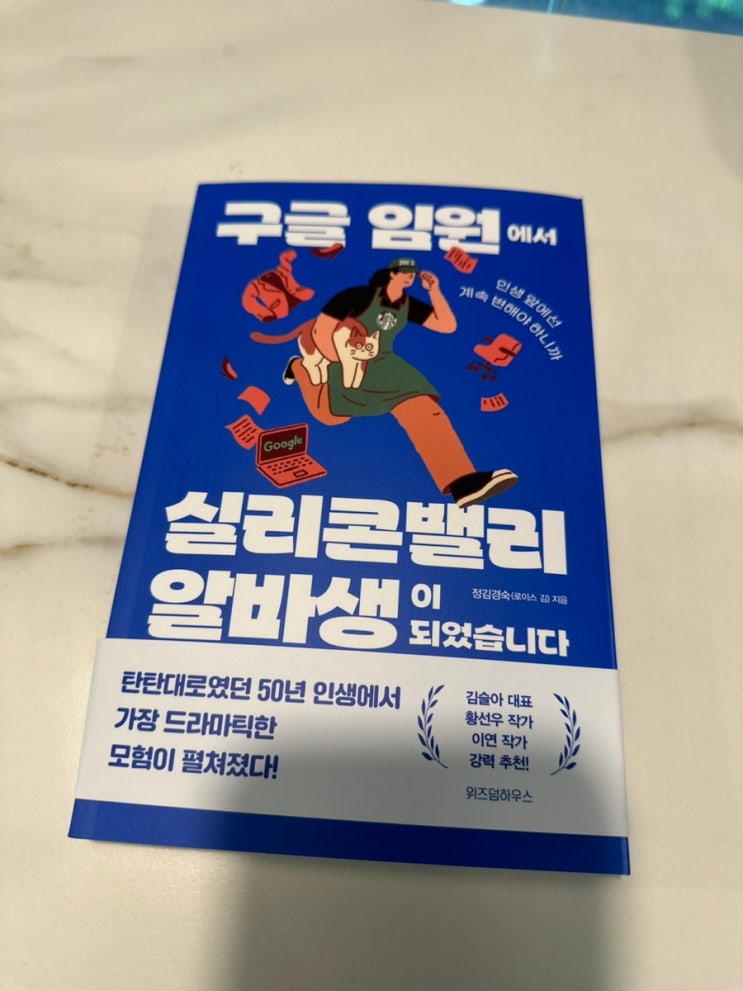 구글 임원에서
인생 앞에선
계속 변해야 하니까
Google
실리콘밸리
알바생이
되었습니다
정김경숙(로이스 김) 지음
탄탄대로였던 50년 인생에서
가장 드라마틱한
모험이 펼쳐졌다!
김슬아 대표
황선우 작가
이연 작가
강력 추천!
위즈덤하우스